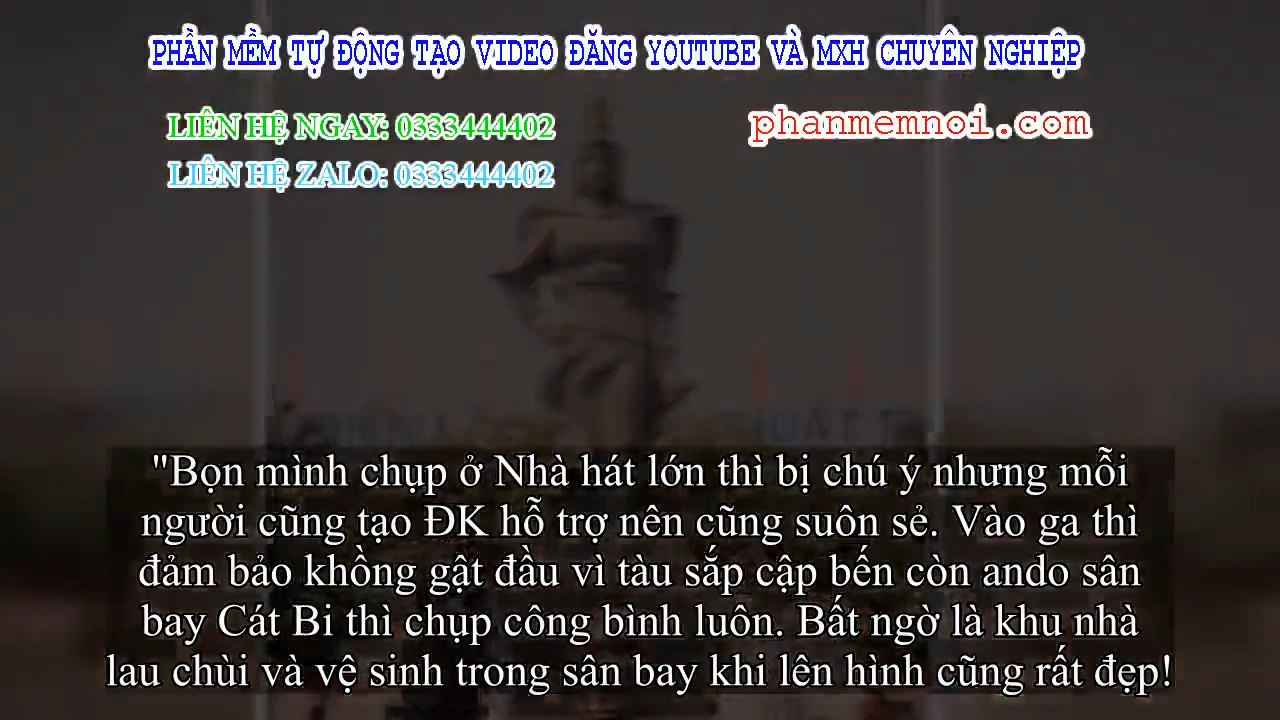 PHẦN MỀM TỰ ĐỘNG TẠO VIDEO ĐĂNG YOUTUBE VÀ MXH CHUYÊN NGHIỆP
LIÊN HỆ NGAY: 0333444402
phanmemnoi.com
LIÊN HỆ ZALO: 0333444402
"Bọn mình chụp ở Nhà hát lớn thì bị chú ý nhưng mỗi
người cũng tạo ĐK hỗ trợ nên cũng suôn sẻ. Vào ga thì
đảm bảo khồng gật đầu vì tàu sắp cập bến còn ando sân
bay Cát Bi thì chụp công bình luôn. Bất ngờ là khu nhà
lau chùi và vệ sinh trong sân bay khi lên hình cũng rất đẹp!